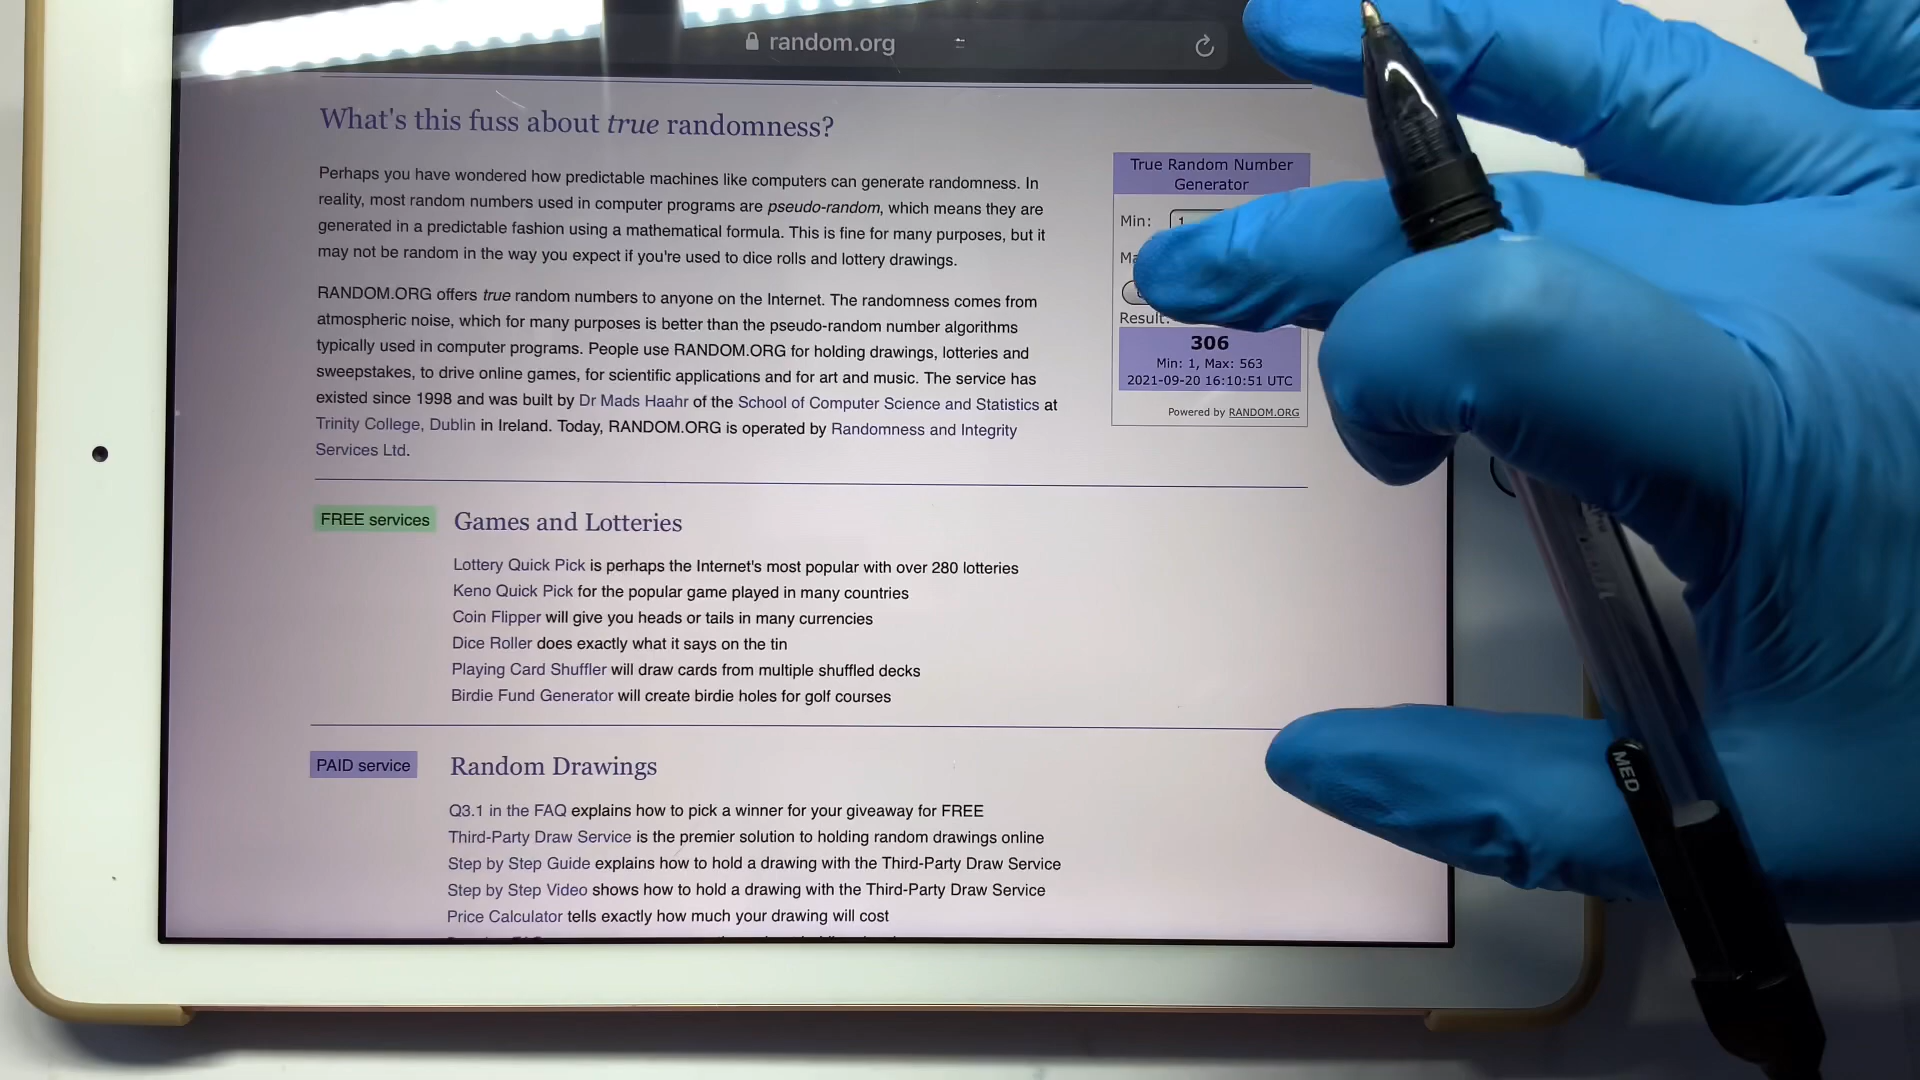 random.org
What's this fuss about true randomness?
Perhaps you have wondered how predictable machines like computers can generate randomness. In
reality, most random numbers used in computer programs are pseudo-random, which means they are
generated in a predictable fashion using a mathematical formula. This is fine for many purposes, but it
may not be random in the way you expect if you're used to dice rolls and lottery drawings.
RANDOM.ORG offers true random numbers to anyone on the Internet. The randomness comes from
atmospheric noise, which for many purposes is better than the pseudo-random number algorithms
typically used in computer programs. People use RANDOM.ORG for holding drawings, lotteries and
sweepstakes, to drive online games, for scientific applications and for art and music. The service has
existed since 1998 and was built by Dr Mads Haahr of the School of Computer Science and Statistics at
Trinity College, Dublin in Ireland. Today, RANDOM.ORG is operated by Randomness and Integrity
Services Ltd.
True Random Number
Generator
Min: 1
Result:
306
Min: 1, Max: 563
2021-09-20 16:10:51 UTC
Powered by RANDOM.ORG
FREE services
Games and Lotteries
Lottery Quick Pick is perhaps the Internet's most popular with over 280 lotteries
Keno Quick Pick for the popular game played in many countries
Coin Flipper will give you heads or tails in many currencies
Dice Roller does exactly what it says on the tin
Playing Card Shuffler will draw cards from multiple shuffled decks
Birdie Fund Generator will create birdie holes for golf courses
PAID service
Random Drawings
Q3.1 in the FAQ explains how to pick a winner for your giveaway for FREE
Third-Party Draw Service is the premier solution to holding random drawings online
Step by Step Guide explains how to hold a drawing with the Third-Party Draw Service
Step by Step Video shows how to hold a drawing with the Third-Party Draw Service
Price Calculator tells exactly how much your drawing will cost
MED